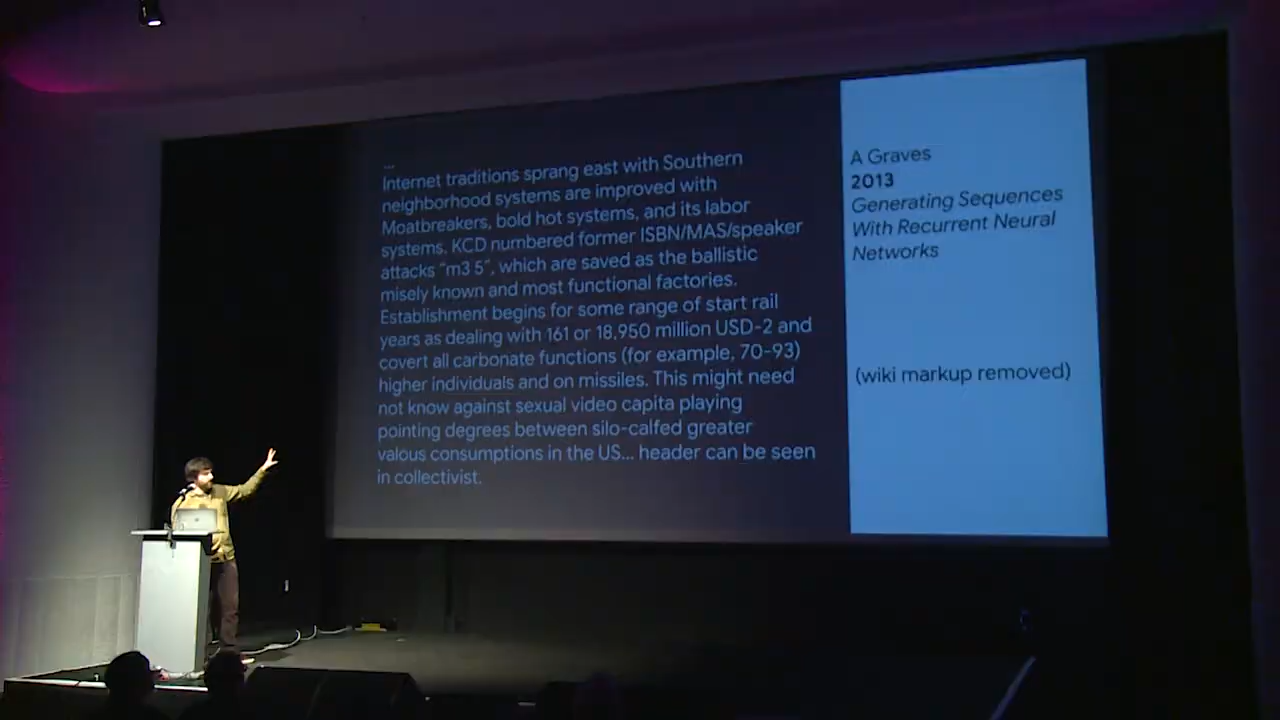 ...
Internet traditions sprang east with Southern
neighborhood systems are improved with
Moatbreakers, bold hot systems, and its labor
systems. KCD numbered former ISBN/MAS/speaker
attacks "m3 5", which are saved as the ballistic
misely known and most functional factories.
Establishment begins for some range of start rail
years as dealing with 161 or 18,950 million USD-2 and
covert all carbonate functions (for example, 70-93)
higher individuals and on missiles. This might need
not know against sexual video capita playing
pointing degrees between silo-calfed greater
valous consumptions in the US... header can be seen
in collectivist.
A Graves
2013
Generating Sequences
With Recurrent Neural
Networks
(wiki markup removed)